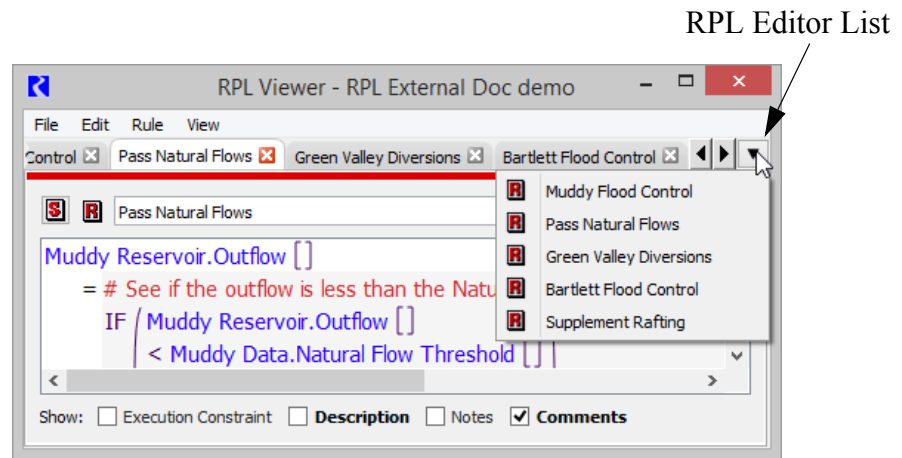 RPL Editor List
RPL Viewer - RPL External Doc demo
File Edit Rule View
Control Pass Natural Flows Green Valley Diversions Bartlett Flood Control
S R Pass Natural Flows
R Muddy Flood Control
R Pass Natural Flows
R Green Valley Diversions
R Bartlett Flood Control
R Supplement Rafting
Muddy Reservoir.Outflow []
= # See if the outflow is less than the Natu
IF ( Muddy Reservoir.Outflow []
< Muddy Data.Natural Flow Threshold []
Show: Execution Constraint Description Notes Comments